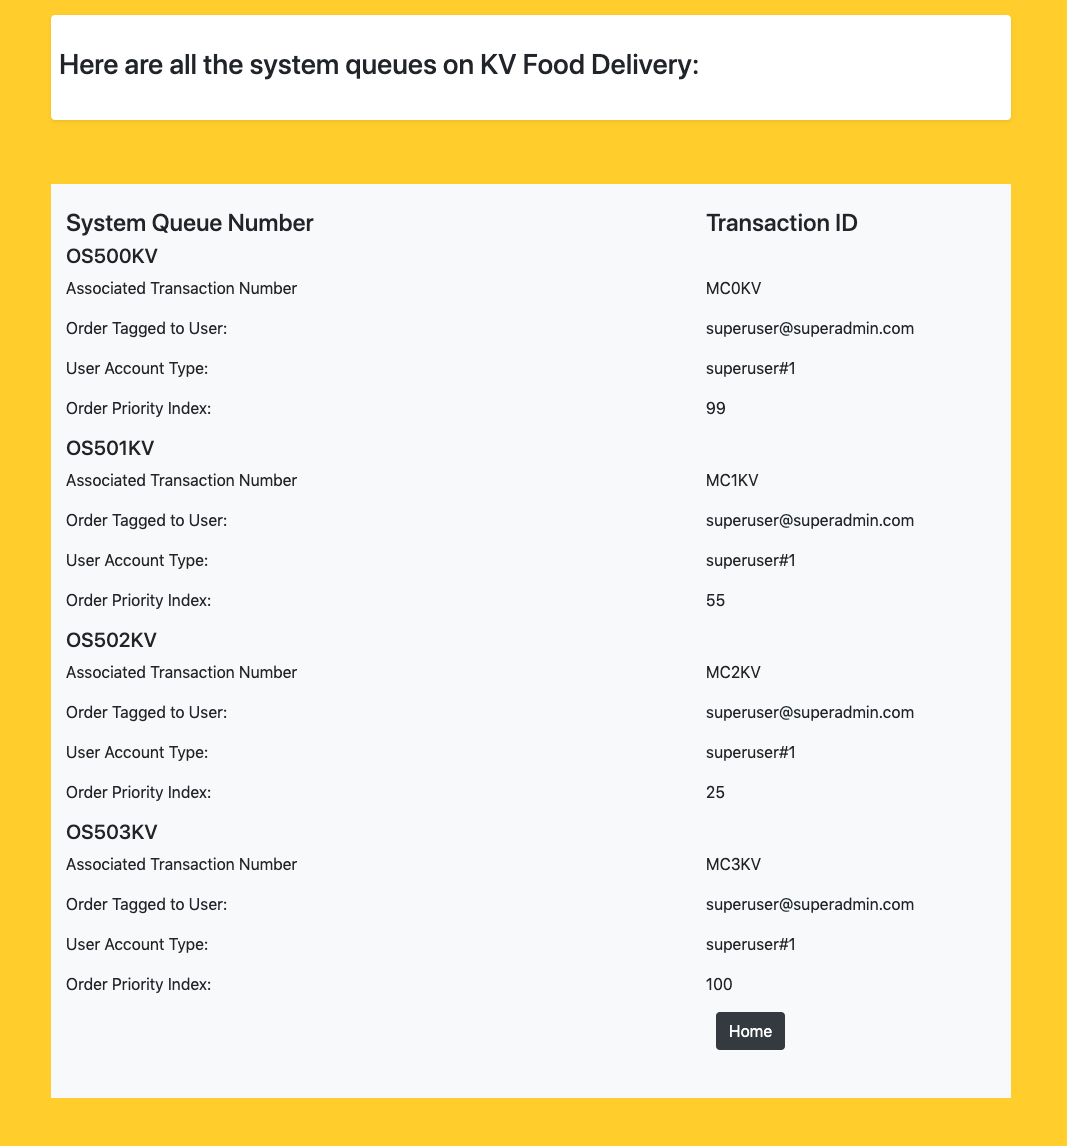 Here are all the system queues on KV Food Delivery:
System Queue Number Transaction ID
OS500KV
Associated Transaction Number MC0KV
Order Tagged to User: superuser@superadmin.com
User Account Type: superuser#1
Order Priority Index: 99
OS501KV
Associated Transaction Number MC1KV
Order Tagged to User: superuser@superadmin.com
User Account Type: superuser#1
Order Priority Index: 55
OS502KV
Associated Transaction Number MC2KV
Order Tagged to User: superuser@superadmin.com
User Account Type: superuser#1
Order Priority Index: 25
OS503KV
Associated Transaction Number MC3KV
Order Tagged to User: superuser@superadmin.com
User Account Type: superuser#1
Order Priority Index: 100
Home